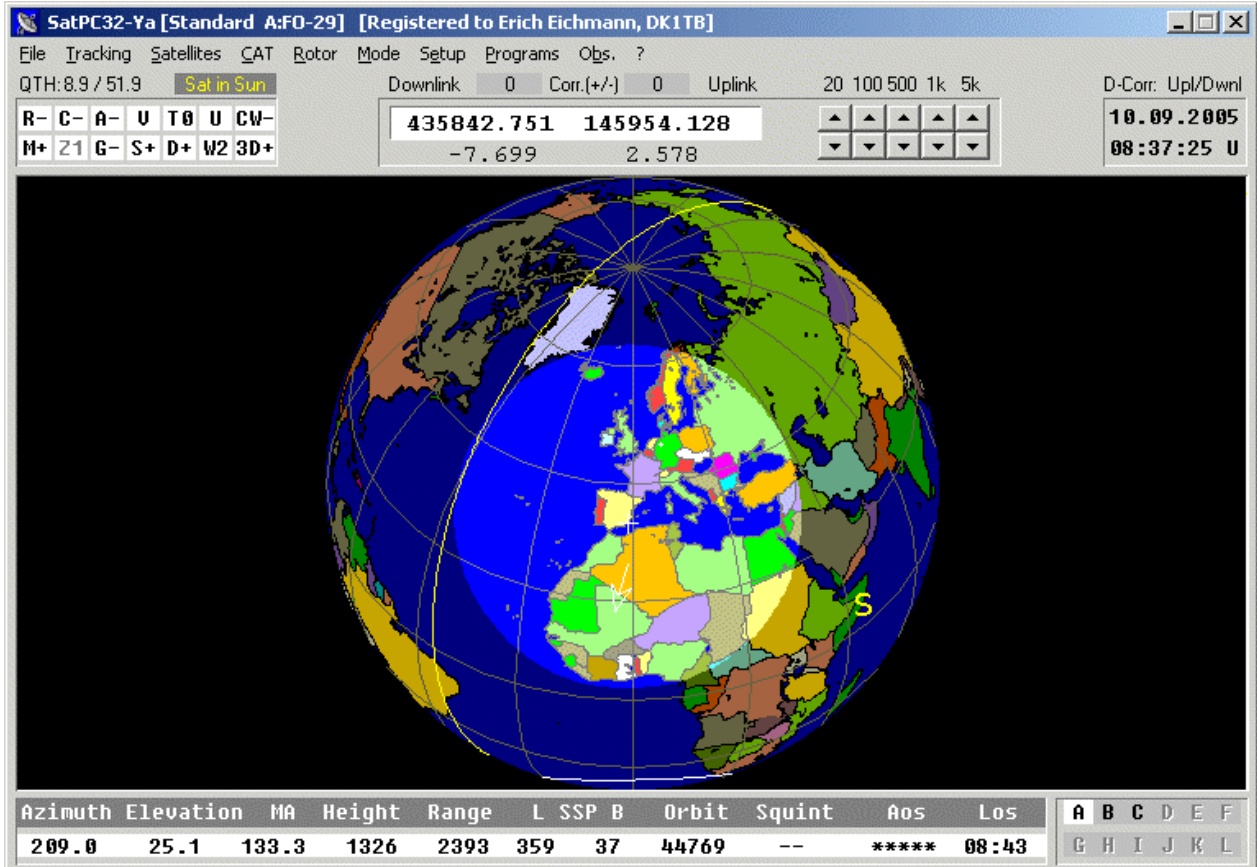 SatPC32-Ya [Standard A:FO-29] [Registered to Erich Eichmann, DK1TB]
File Tracking Satellites CAT Rotor Mode Setup Programs Obs. ?
QTH: 8.9 / 51.9 Sat in Sun Downlink 0 Corr.(+/-) 0 Uplink 20 100 500 1k 5k D-Corr: Upl/Dwnl
R- C- A- V T0 U CW- 435842.751 145954.128 10.09.2005
M+ Z1 G- S+ D+ W2 3D+ -7.699 2.578 08:37:25 U
S
Azimuth Elevation MA Height Range L SSP B Orbit Squint Aos Los A B C D E F
209.0 25.1 133.3 1326 2393 359 37 44769 -- ***** 08:43 G H I J K L